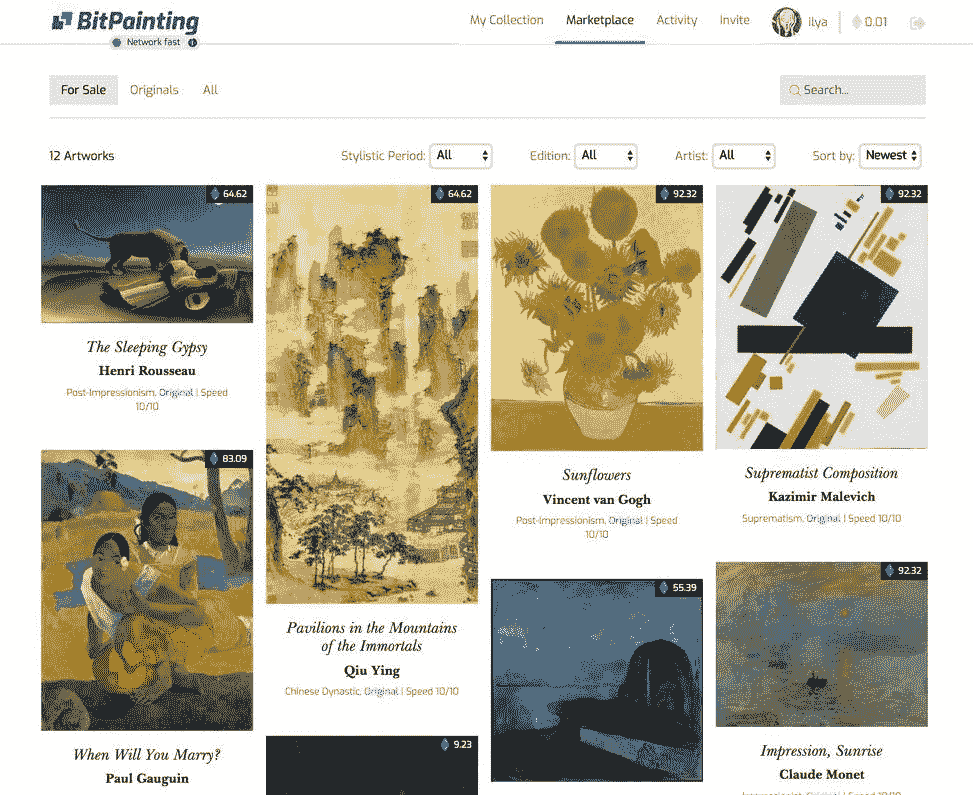 BitPainting
Network fast
My Collection
Marketplace
Activity
Invite
ilya
0.01
For Sale
Originals
All
Search...
12 Artworks
Stylistic Period: All
Edition: All
Artist: All
Sort by: Newest
64.62
The Sleeping Gypsy
Henri Rousseau
Post-Impressionism, Original | Speed
10/10
64.62
Pavilions in the Mountains
of the Immortals
Qiu Ying
Chinese Dynastic, Original | Speed 10/10
92.32
Sunflowers
Vincent van Gogh
Post-Impressionism, Original | Speed
10/10
92.32
Suprematist Composition
Kazimir Malevich
Suprematism, Original | Speed 10/10
83.09
When Will You Marry?
Paul Gauguin
9.23
55.39
92.32
Impression, Sunrise
Claude Monet